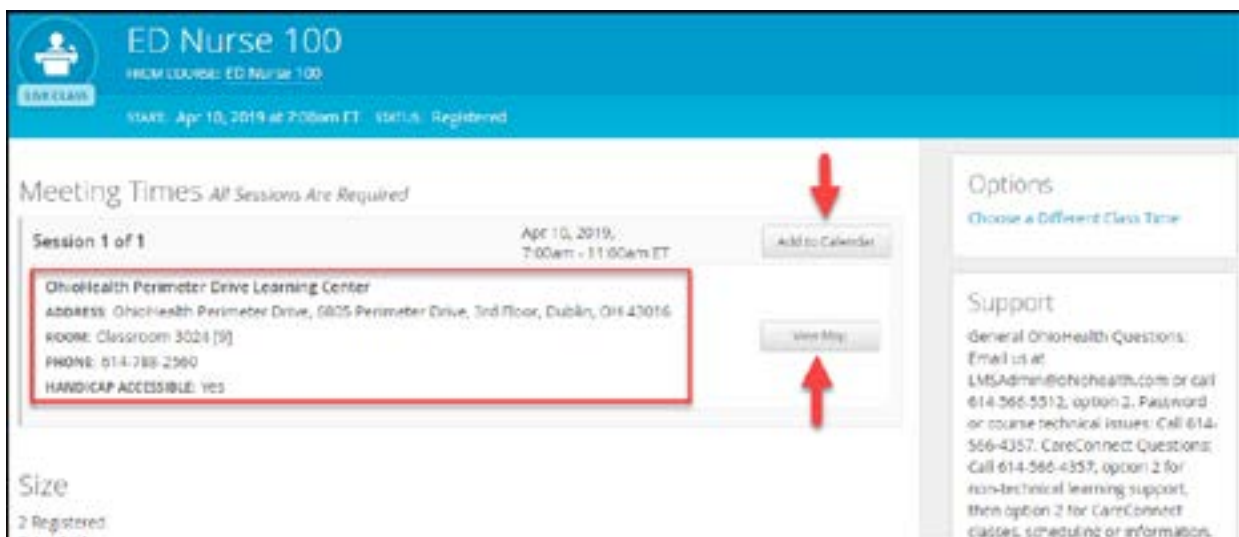 ED Nurse 100
FROM COURSE: ED Nurse 100
LIVE CLASS
START: Apr 10, 2019 at 7:00am ET STATUS: Registered
Meeting Times All Sessions Are Required
Session 1 of 1
Apr 10, 2019,
7:00am - 11:00am ET
Add to Calendar
OhioHealth Perimeter Drive Learning Center
ADDRESS: OhioHealth Perimeter Drive, 6805 Perimeter Drive, 3rd Floor, Dublin, OH 43016
ROOM: Classroom 3024 [9]
PHONE: 614-788-2560
HANDICAP ACCESSIBLE: YES
View Map
Size
2 Registered
Options
Choose a Different Class Time
Support
General OhioHealth Questions:
Email us at
LMSAdmin@ohiohealth.com or call
614-566-5512, option 2. Password
or course technical issues: Call 614-
566-4357. CareConnect Questions:
Call 614-566-4357, option 2 for
non-technical learning support,
then option 2 for CareConnect
classes, scheduling or information.